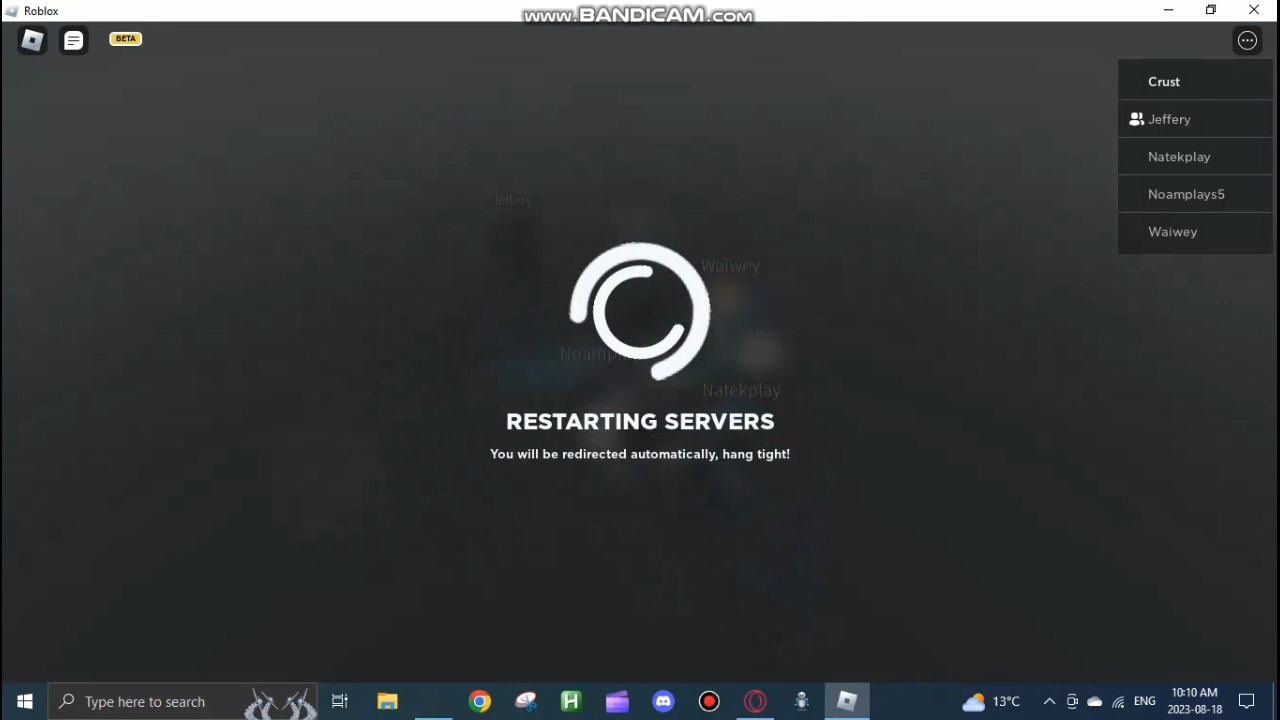 Roblox
www.BANDICAM.com
BETA
Crust
Jeffery
Natekplay
Noamplays5
Waiwey
Jeffery
Waiwey
Natekplay
RESTARTING SERVERS
You will be redirected automatically, hang tight!
Type here to search
13°C
ENG
10:10 AM
2023-08-18